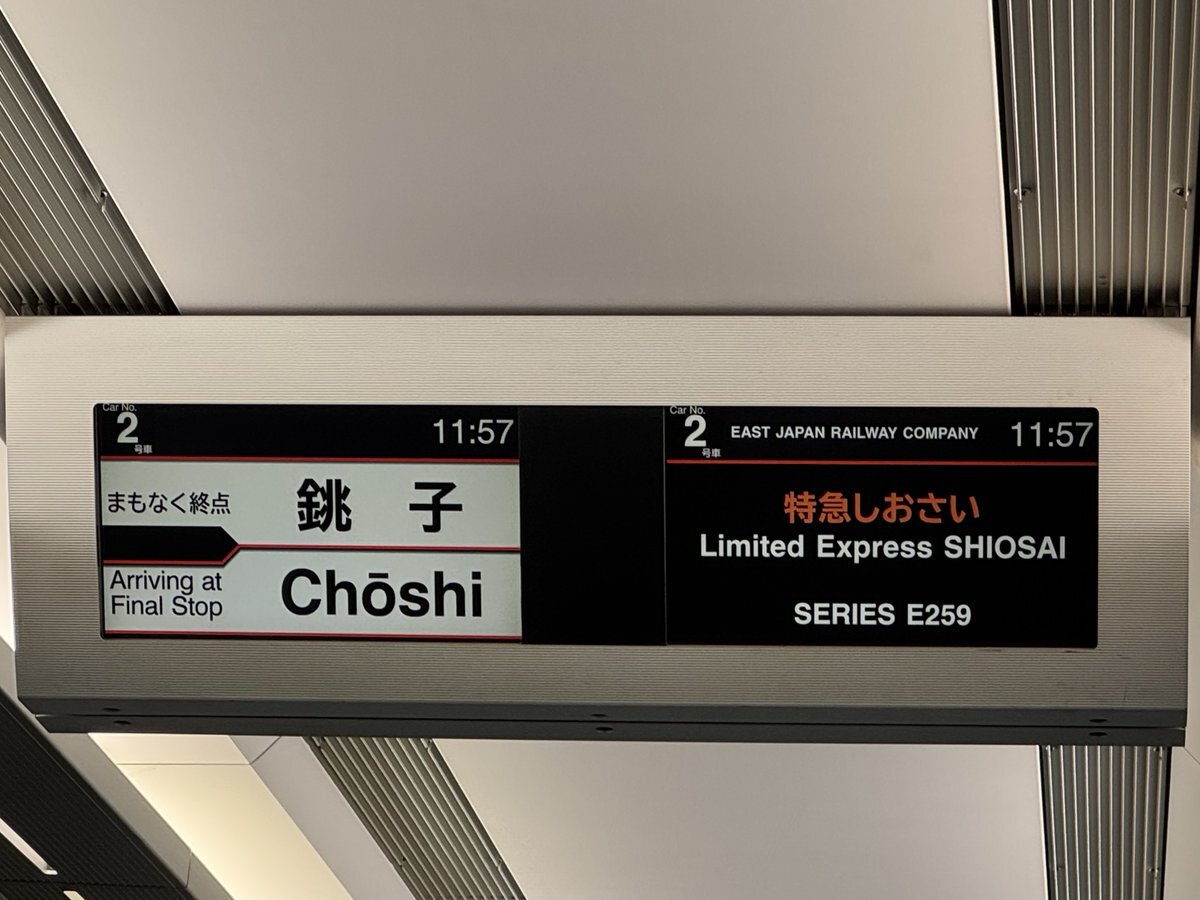 Car No.
2
号車
11:57
まもなく終点
銚 子
Arriving at
Final Stop
Chōshi
Car No.
2
号車
EAST JAPAN RAILWAY COMPANY
11:57
特急しおさい
Limited Express SHIOSAI
SERIES E259